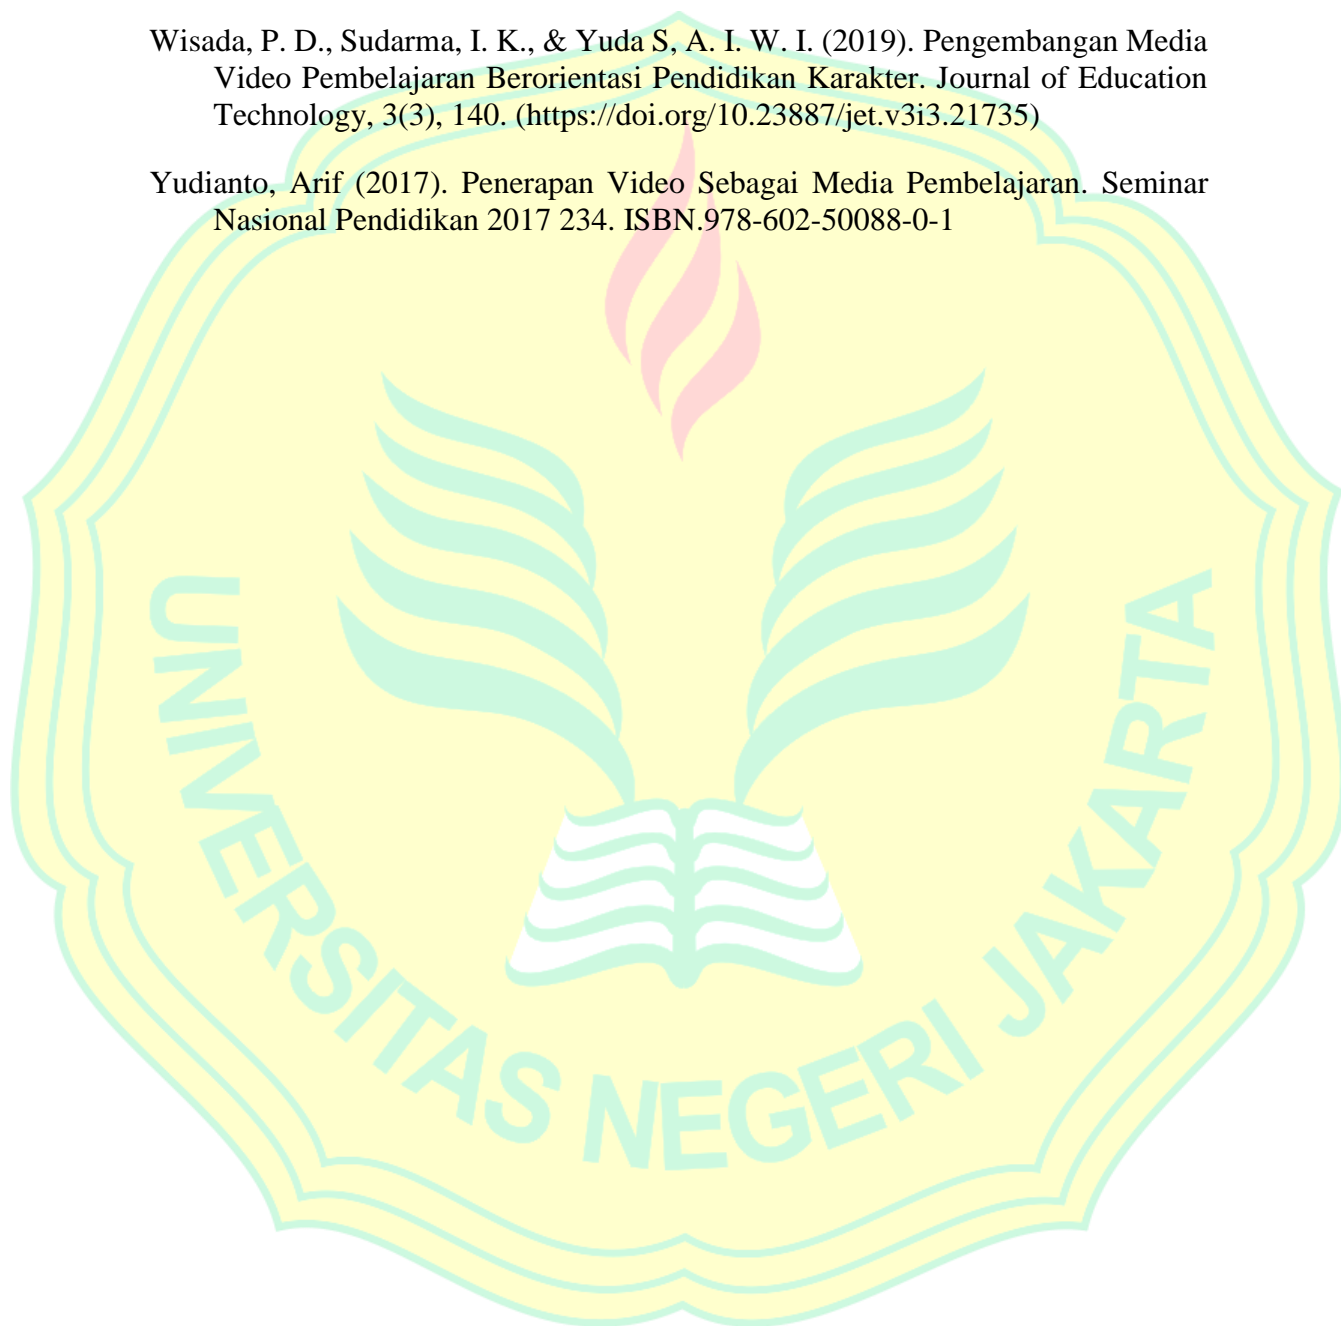 Wisada, P. D., Sudarma, I. K., & Yuda S, A. I. W. I. (2019). Pengembangan Media
Video Pembelajaran Berorientasi Pendidikan Karakter. Journal of Education
Technology, 3(3), 140. (https://doi.org/10.23887/jet.v3i3.21735)
Yudianto, Arif (2017). Penerapan Video Sebagai Media Pembelajaran. Seminar
Nasional Pendidikan 2017 234. ISBN.978-602-50088-0-1
UNIVERSITAS NEGERI JAKARTA